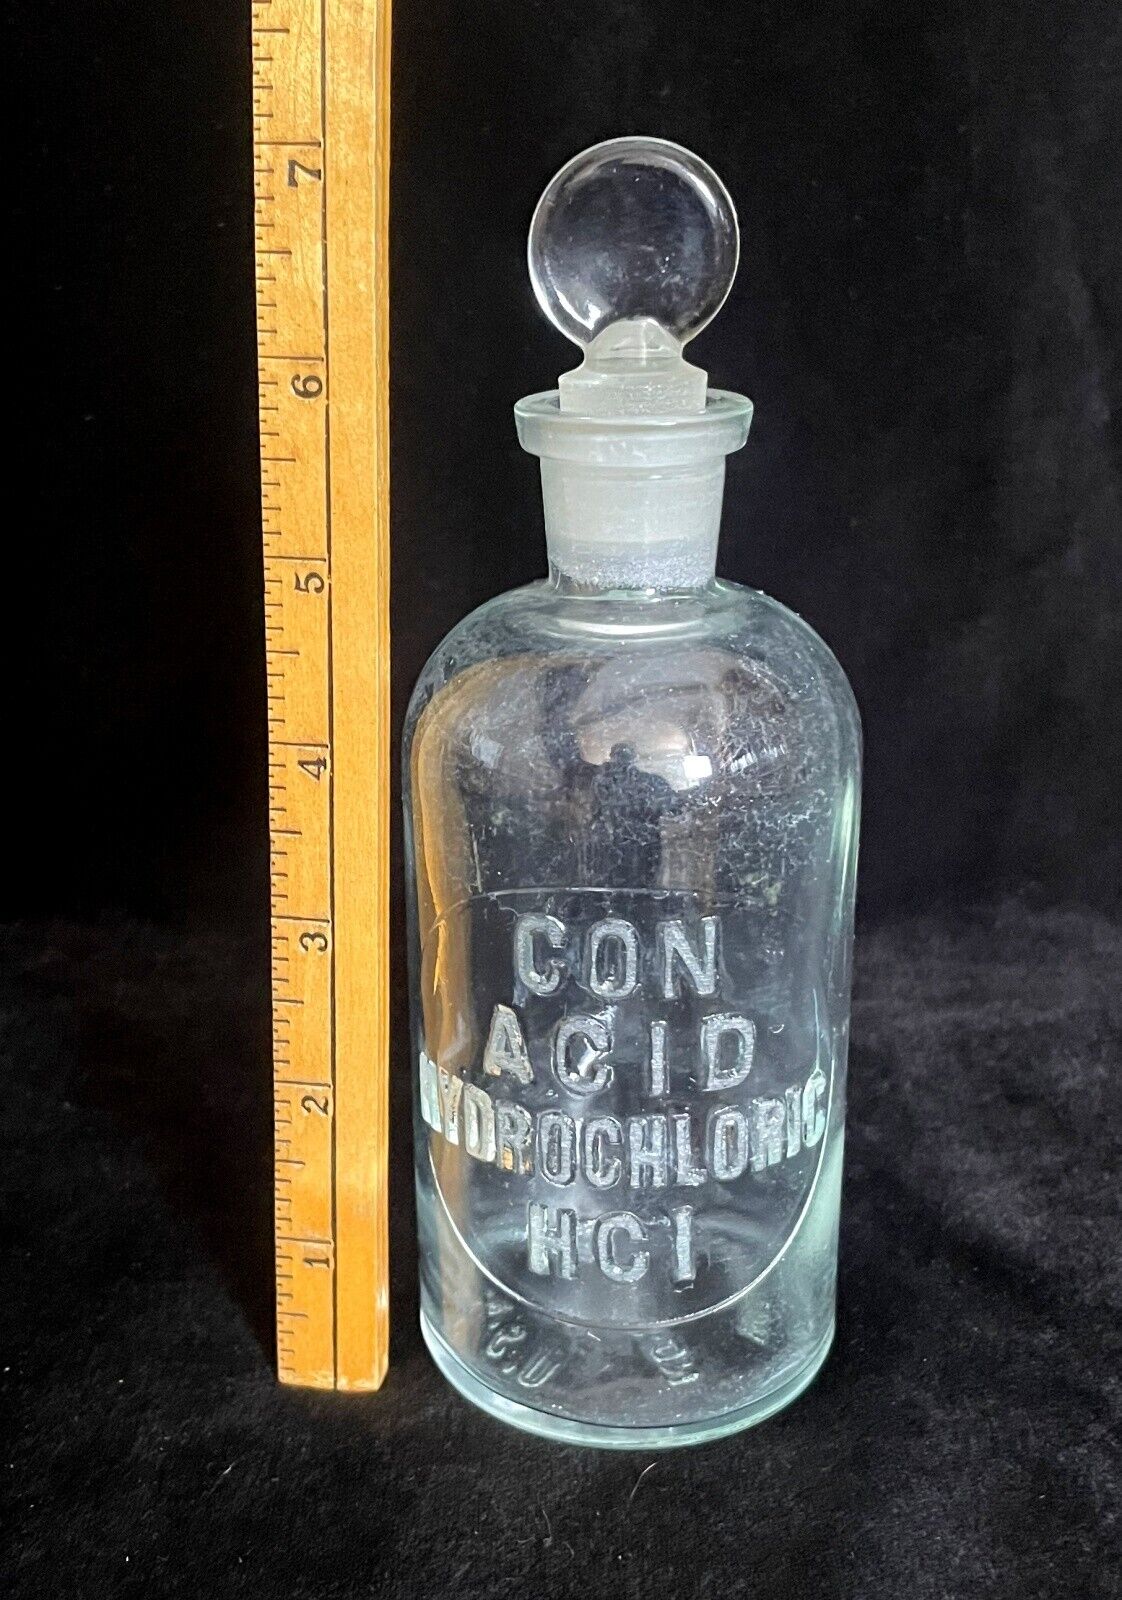 7
6
5
4
3
2
1
CON
ACID
HYDROCHLORIC
HCl
U.S.A.